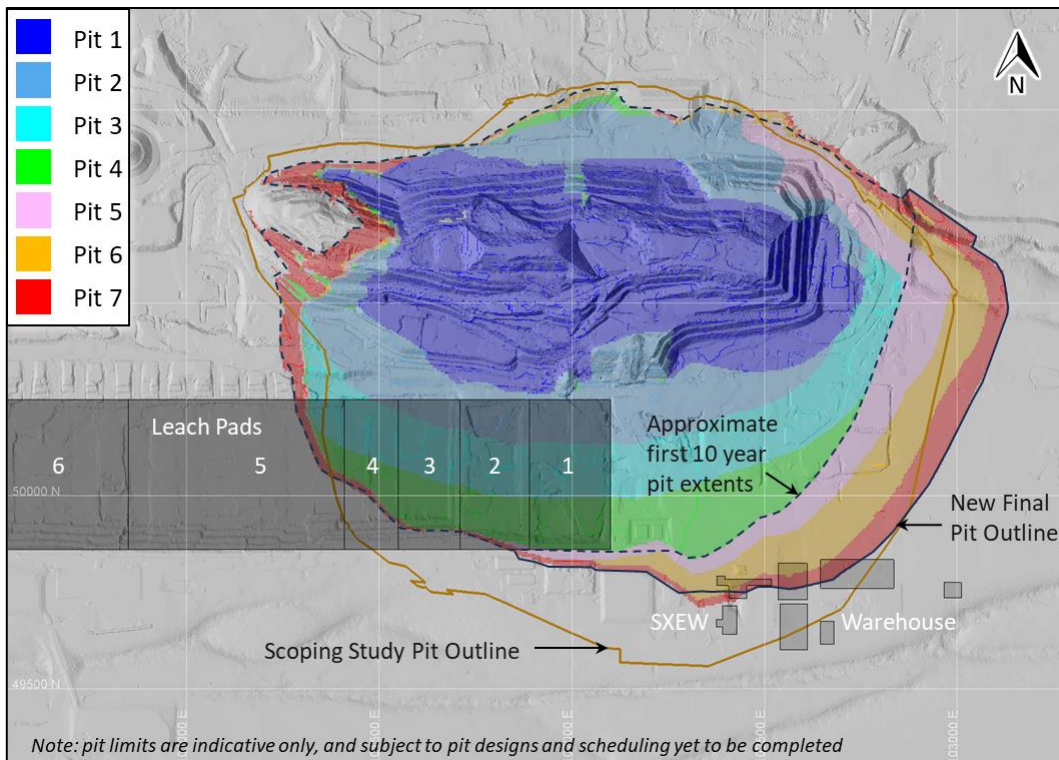 Pit 1
Pit 2
Pit 3
Pit 4
Pit 5
Pit 6
Pit 7
N
Leach Pads
6
5
4
3
2
1
Approximate
first 10 year
pit extents
50000 N
New Final
Pit Outline
SXEW
Warehouse
Scoping Study Pit Outline
49500 N
103000 E
Note: pit limits are indicative only, and subject to pit designs and scheduling yet to be completed